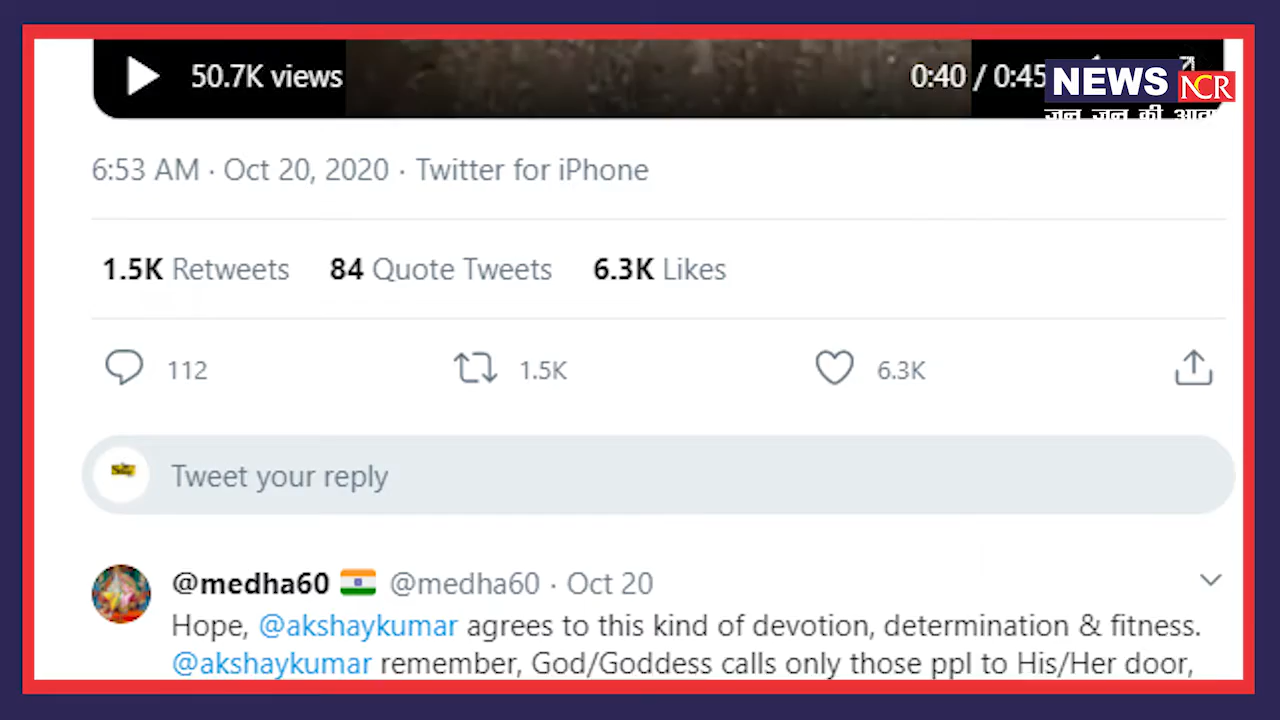 50.7K views
0:40 / 0:45
NEWS NCR
जन जन की
6:53 AM · Oct 20, 2020 · Twitter for iPhone
1.5K Retweets 84 Quote Tweets 6.3K Likes
112 1.5K 6.3K
Tweet your reply
@medha60 @medha60 · Oct 20
Hope, @akshaykumar agrees to this kind of devotion, determination & fitness.
@akshaykumar remember, God/Goddess calls only those ppl to His/Her door,